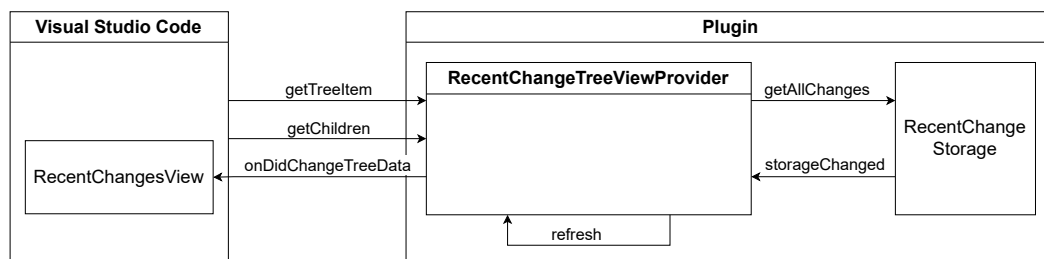 Visual Studio Code
Plugin
RecentChangeTreeViewProvider
getTreeItem
getAllChanges
getChildren
RecentChange
Storage
RecentChangesView
onDidChangeTreeData
storageChanged
refresh